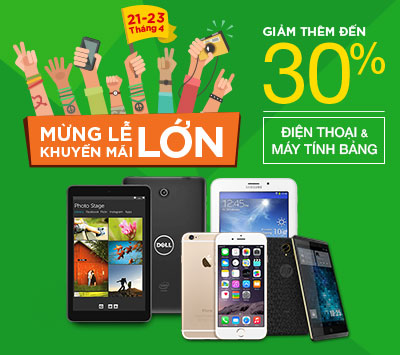 21-23
Tháng 4
MỪNG LỄ
KHUYẾN MÃI
LỚN
GIẢM THÊM ĐẾN
30%
ĐIỆN THOẠI &
MÁY TÍNH BẢNG
Photo Stage
DELL
SAMSUNG